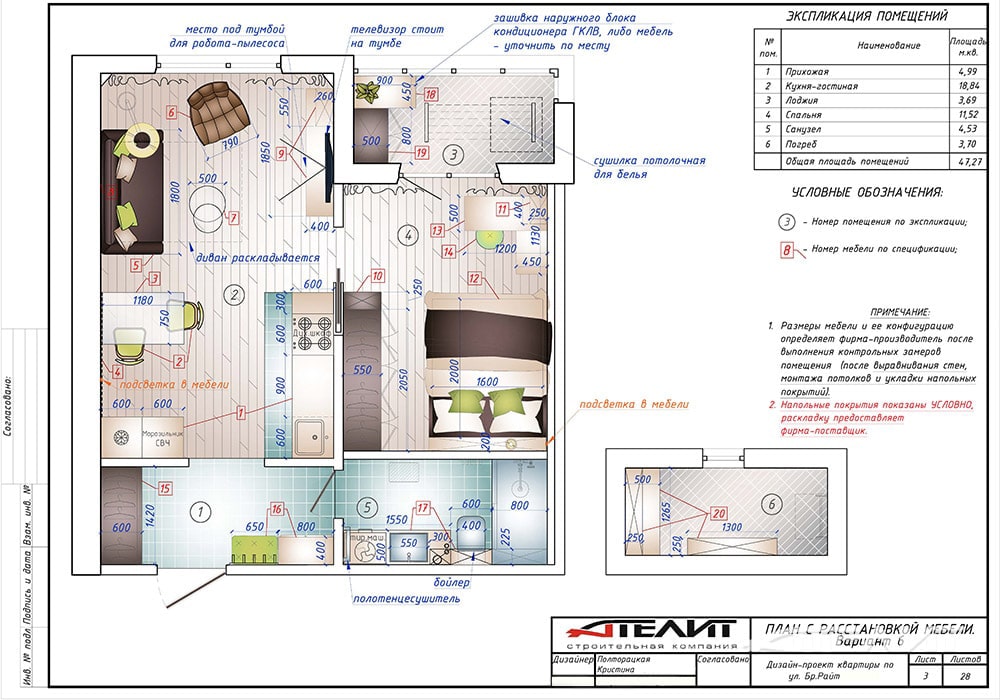 место под тумбой
для робота-пылесоса
телевизор стоит
на тумбе
зашивка наружного блока
кондиционера ГКЛВ, либо мебель
- уточнить по месту
ЭКСПЛИКАЦИЯ ПОМЕЩЕНИЙ
№
пом.
Наименование
Площадь
м.кв.
1 Прихожая 4,99
2 Кухня-гостиная 18,84
3 Лоджия 3,69
4 Спальня 11,52
5 Санузел 4,53
6 Погреб 3,70
Общая площадь помещений 47,27
УСЛОВНЫЕ ОБОЗНАЧЕНИЯ:
3 - Номер помещения по экспликации;
8 - Номер мебели по спецификации;
ПРИМЕЧАНИЕ:
1. Размеры мебели и ее конфигурацию
определяет фирма-производитель после
выполнения контрольных замеров
помещения (после выравнивания стен,
монтажа потолков и укладки напольных
покрытий).
2. Напольные покрытия показаны УСЛОВНО,
раскладку предоставляет
фирма-поставщик.
6
790
550
260
1850
9
400
900
450
18
500
800
19
3
сушилка потолочная
для белья
8
1800
500
7
5
диван раскладывается
4
500
13
14
11
400
250
1130
1200
450
3
1180
750
2
4
2
подсветка в мебели
600
600
Морозильник
СВЧ
1
600
300
600
900
600
Дух.шкаф
10
250
12
550
2050
2000
1600
200
подсветка в мебели
15
600
1420
1
650
16
800
400
5
1550
17
600
800
400
300
550
500
225
тир.маш.
бойлер
полотенцесушитель
500
1265
20
1300
250
250
6
АТЕЛИТ
строительная компания
Дизайнер
Полторацкая
Кристина
Согласовано
ПЛАН С РАССТАНОВКОЙ МЕБЕЛИ.
Вариант 6
Дизайн-проект квартиры по
ул. Бр.Райт
Лист
Листов
3
28
Согласовано:
Взам. инв. №
Подпись и дата
Инв. № подл